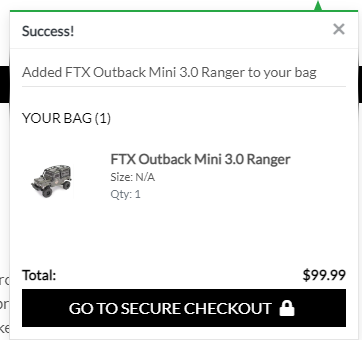 Success!
×
Added FTX Outback Mini 3.0 Ranger to your bag
YOUR BAG (1)
FTX Outback Mini 3.0 Ranger
Size: N/A
Qty: 1
Total: $99.99
GO TO SECURE CHECKOUT